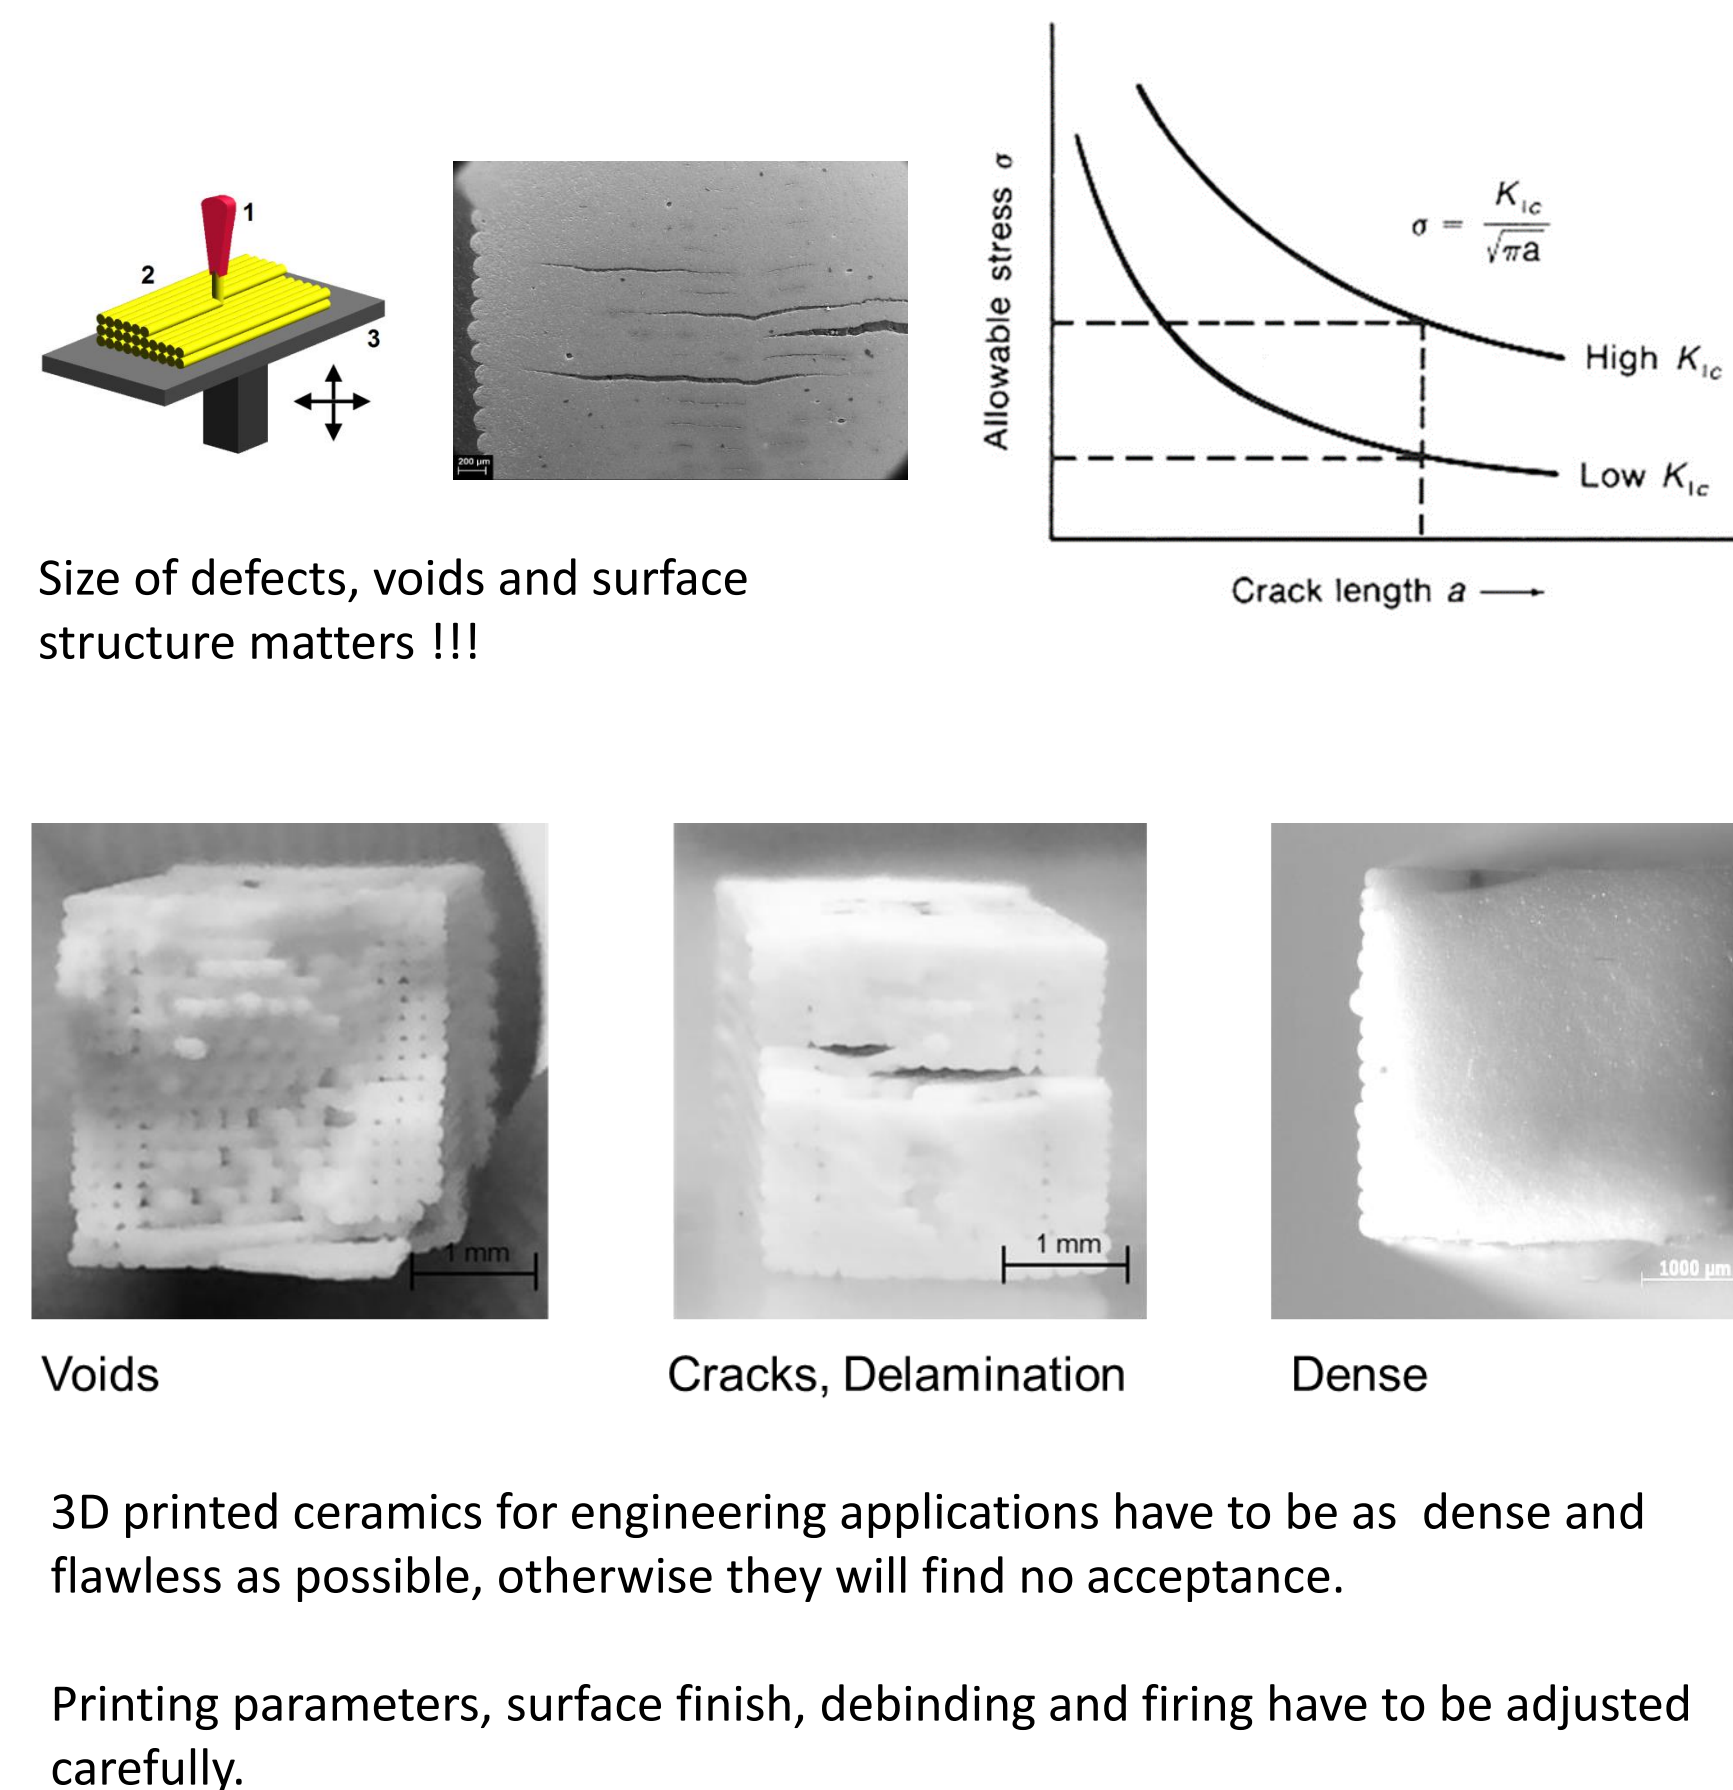 1
2
3
200 µm
Allowable stress σ
σ = K_Ic / √πa
High K_Ic
Low K_Ic
Crack length a →
Size of defects, voids and surface
structure matters !!!
1 mm
1 mm
1000 µm
Voids
Cracks, Delamination
Dense
3D printed ceramics for engineering applications have to be as  dense and
flawless as possible, otherwise they will find no acceptance.
Printing parameters, surface finish, debinding and firing have to be adjusted
carefully.